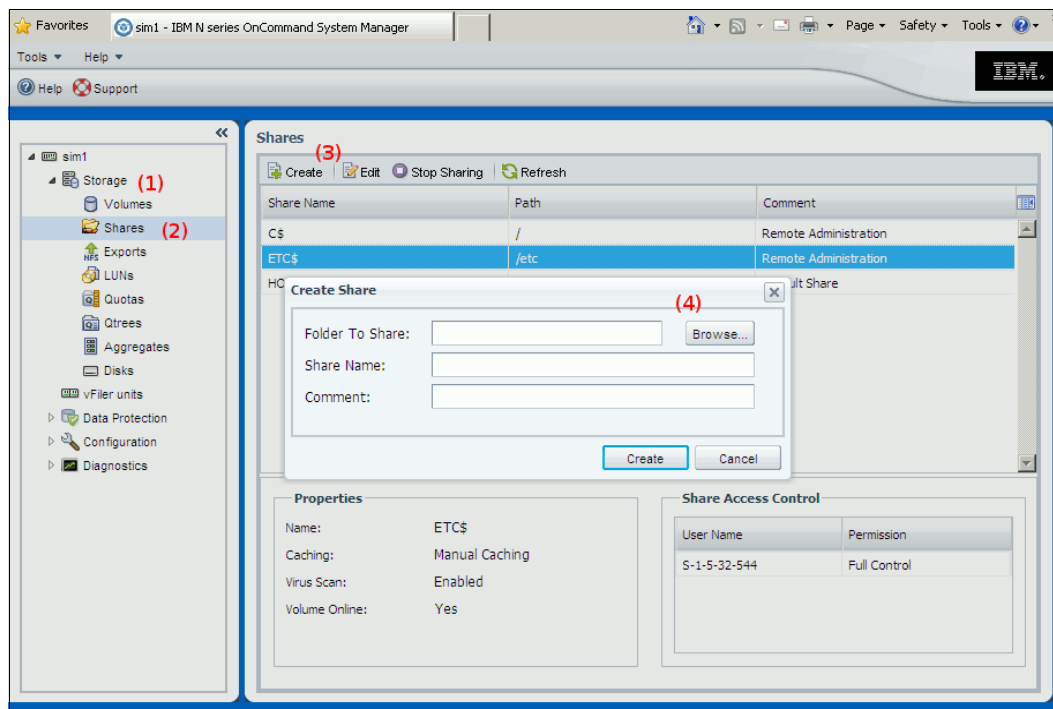 Favorites sim1 - IBM N series OnCommand System Manager Page Safety Tools
Tools Help
IBM.
Help Support
Shares
sim1
(3)
Storage (1)
Create Edit Stop Sharing Refresh
Volumes
Share Name Path Comment
Shares (2)
C$ / Remote Administration
Exports
NFS
ETC$ /etc Remote Administration
LUNs
HO ult Share
Create Share
(4)
Quotas
Qtrees
Folder To Share: Browse...
Aggregates
Share Name:
Disks
vFiler units
Comment:
Data Protection
Configuration
Create Cancel
Diagnostics
Properties
Name: ETC$
Caching: Manual Caching
Virus Scan: Enabled
Volume Online: Yes
Share Access Control
User Name Permission
S-1-5-32-544 Full Control